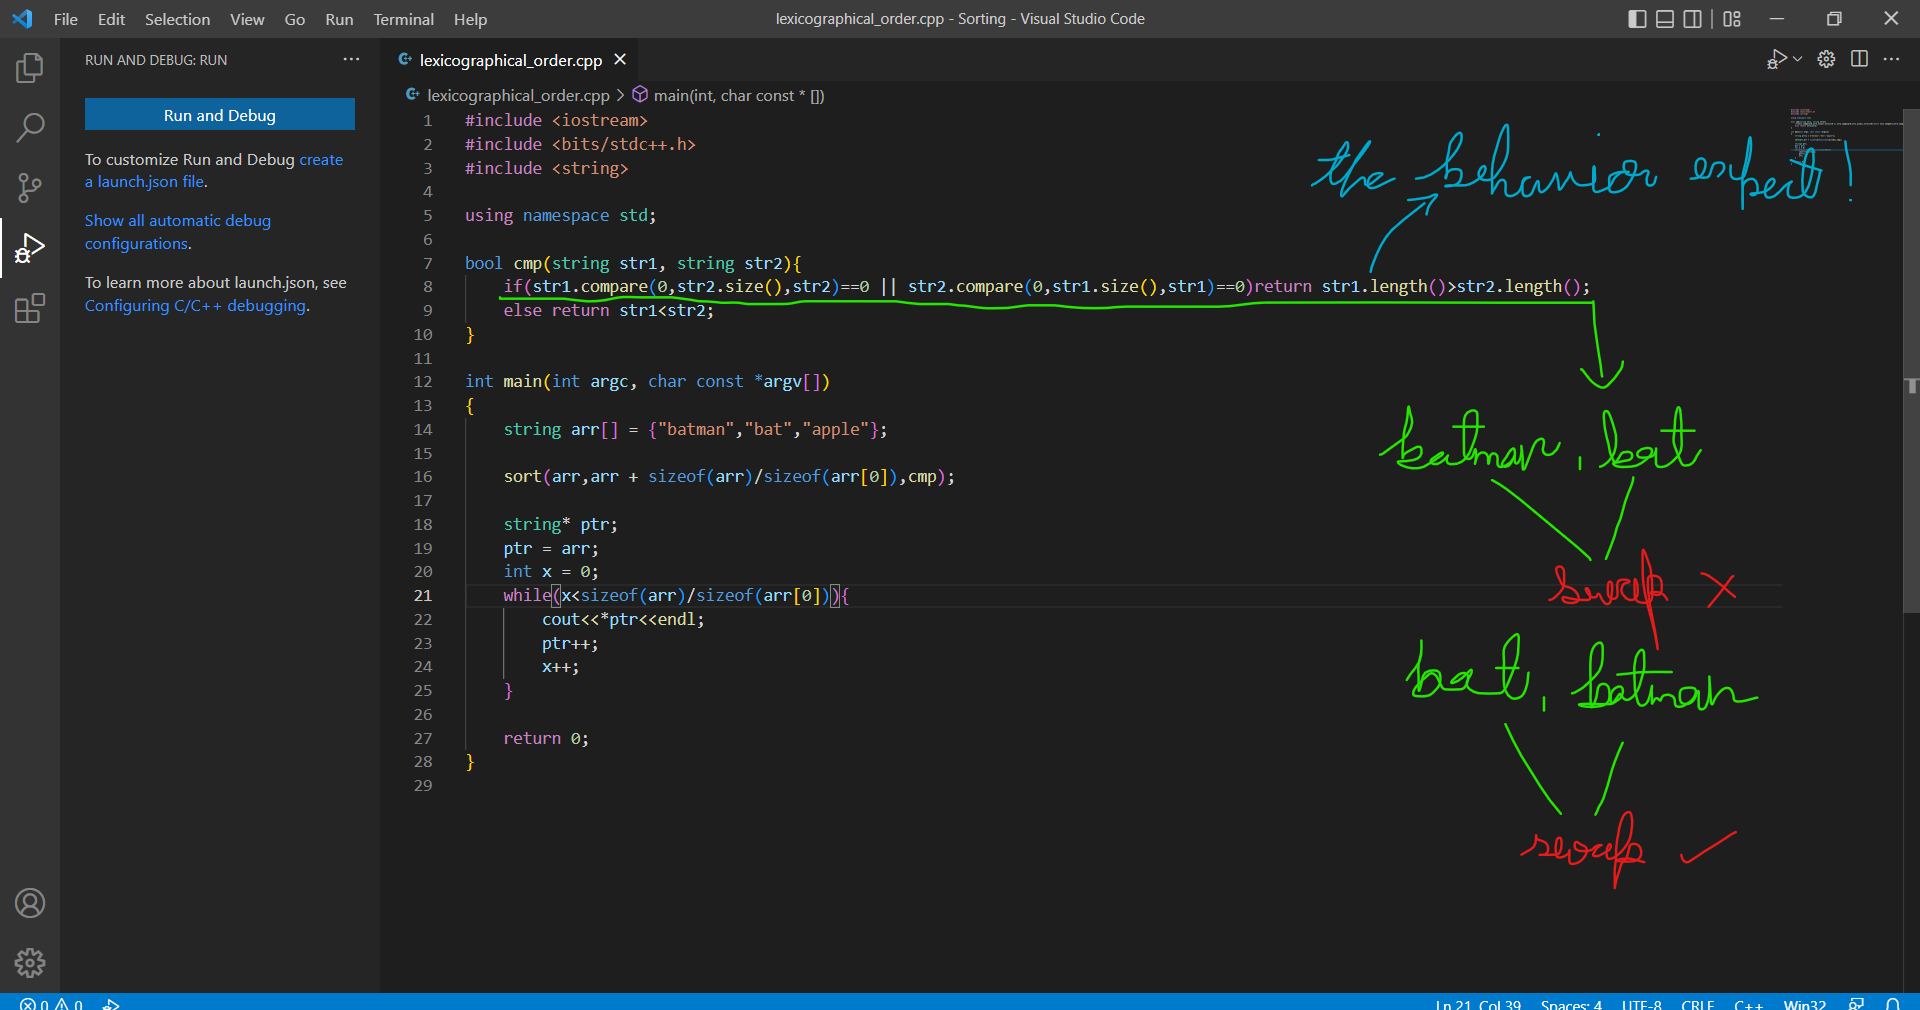 File Edit Selection View Go Run Terminal Help
lexicographical_order.cpp - Sorting - Visual Studio Code
RUN AND DEBUG: RUN
Run and Debug
To customize Run and Debug create
a launch.json file.
Show all automatic debug
configurations.
To learn more about launch.json, see
Configuring C/C++ debugging.
lexicographical_order.cpp
lexicographical_order.cpp > main(int, char const * [])
1 #include <iostream>
2 #include <bits/stdc++.h>
3 #include <string>
4
5 using namespace std;
6
7 bool cmp(string str1, string str2){
8 if(str1.compare(0,str2.size(),str2)==0 || str2.compare(0,str1.size(),str1)==0)return str1.length()>str2.length();
9 else return str1<str2;
10 }
11
12 int main(int argc, char const *argv[])
13 {
14 string arr[] = {"batman","bat","apple"};
15
16 sort(arr,arr + sizeof(arr)/sizeof(arr[0]),cmp);
17
18 string* ptr;
19 ptr = arr;
20 int x = 0;
21 while(x<sizeof(arr)/sizeof(arr[0])){
22 cout<<*ptr<<endl;
23 ptr++;
24 x++;
25 }
26
27 return 0;
28 }
29
the behavior expert!
batman, bat
swap X
bat, batman
swap ✓
0 0
Ln 21, Col 39 Spaces: 4 UTF-8 CRLF C++ Win32